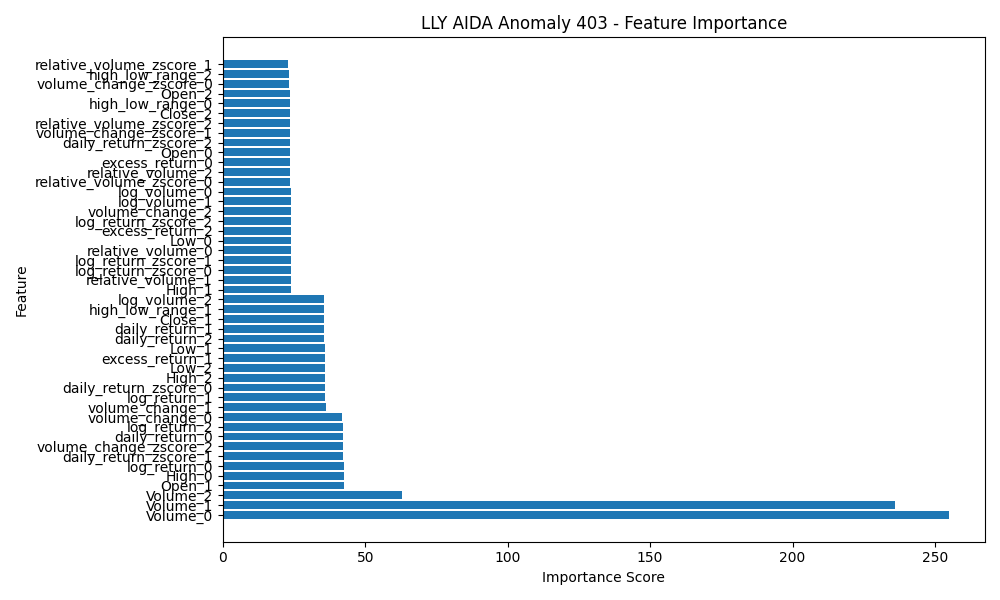 LLY AIDA Anomaly 403 - Feature Importance
relative_volume_zscore_1
high_low_range_2
volume_change_zscore_0
Open_2
high_low_range_0
Close_2
relative_volume_zscore_2
volume_change_zscore_1
daily_return_zscore_2
Open_0
excess_return_0
relative_volume_2
relative_volume_zscore_0
log_volume_0
log_volume_1
volume_change_2
log_return_zscore_2
excess_return_2
Low_0
relative_volume_0
log_return_zscore_1
log_return_zscore_0
relative_volume_1
High_1
log_volume_2
high_low_range_1
Close_1
daily_return_1
daily_return_2
Low_1
excess_return_1
Low_2
High_2
daily_return_zscore_0
log_return_1
volume_change_1
volume_change_0
log_return_2
daily_return_0
volume_change_zscore_2
daily_return_zscore_1
log_return_0
High_0
Open_1
Volume_2
Volume_1
Volume_0
Feature
0 50 100 150 200 250
Importance Score